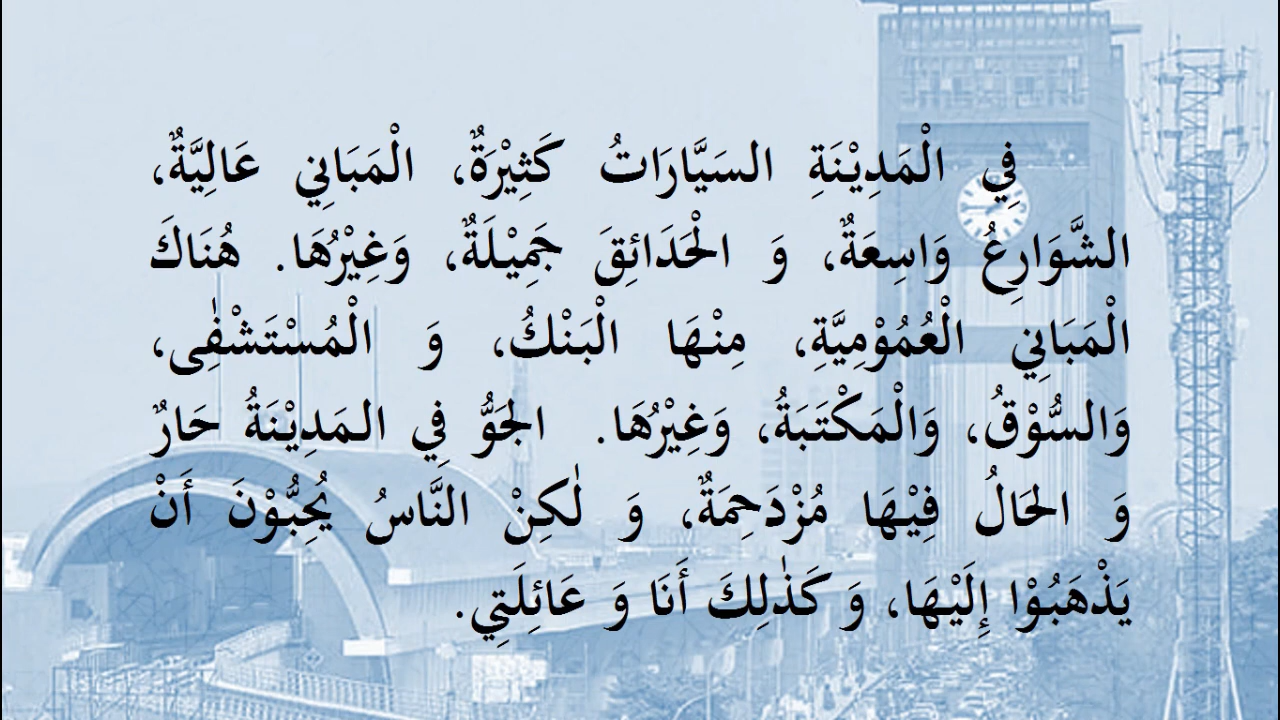 فِي الْمَدِيْنَةِ السَيَّارَاتُ كَثِيْرَةٌ، الْمَبَانِي عَالِيَّةٌ،
الشَّوَارِعُ وَاسِعَةٌ، وَ الْحَدَائِقَ جَمِيْلَةٌ، وَغِيْرُهَا. هُنَاكَ
الْمَبَانِي الْعُمُوْمِيَّةِ، مِنْهَا الْبَنْكُ، وَ الْمُسْتَشْفٰى،
وَالسُّوْقُ، وَالْمَكْتَبَةُ، وَغِيْرُهَا. الجَوُّ فِي المَدِيْنَةُ حَارٌ
وَ الحَالُ فِيْهَا مُزْدَحِمَةٌ، وَ لٰكِنْ النَّاسُ يُحِبُّوْنَ أَنْ
يَذْهَبُوْا إِلَيْهَا، وَ كَذٰلِكَ أَنَا وَ عَائِلَتِي.